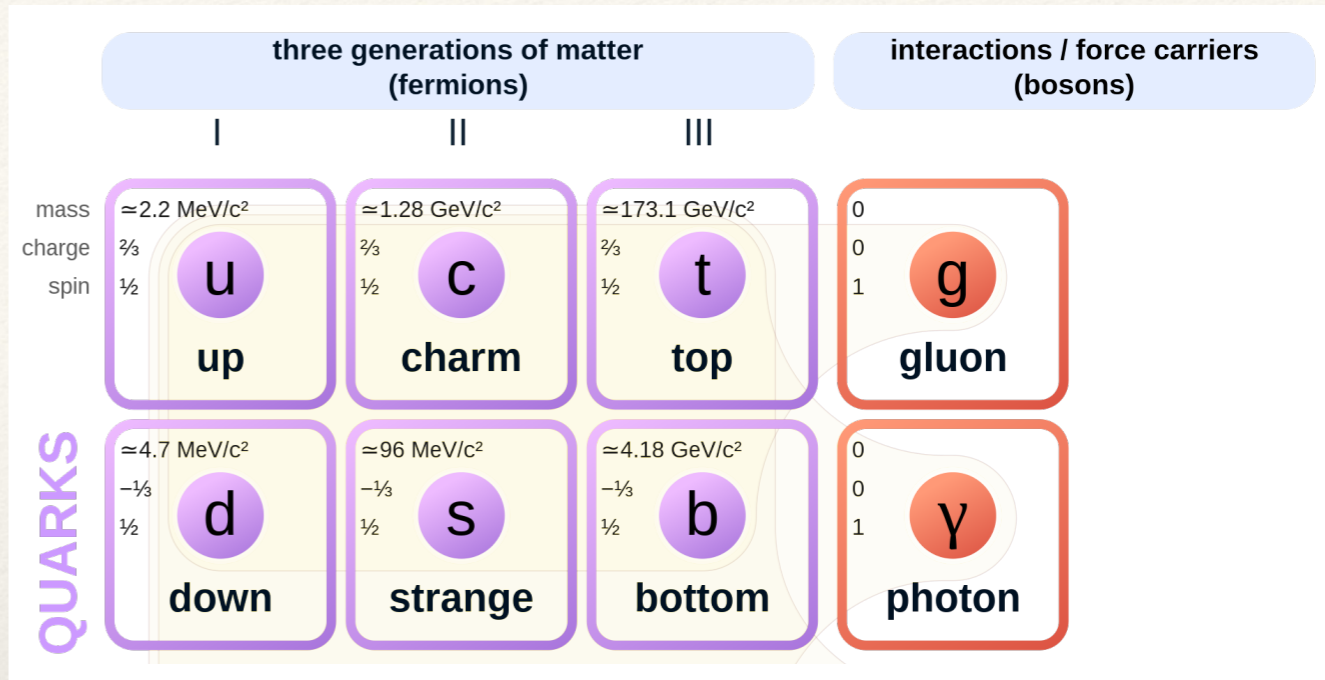 three generations of matter
(fermions)
interactions / force carriers
(bosons)
I II III
mass ≃2.2 MeV/c² ≃1.28 GeV/c² ≃173.1 GeV/c² 0
charge ⅔ ⅔ ⅔ 0
spin ½ ½ ½ 1
u c t g
up charm top gluon
QUARKS
≃4.7 MeV/c² ≃96 MeV/c² ≃4.18 GeV/c² 0
−⅓ −⅓ −⅓ 0
½ ½ ½ 1
d s b γ
down strange bottom photon